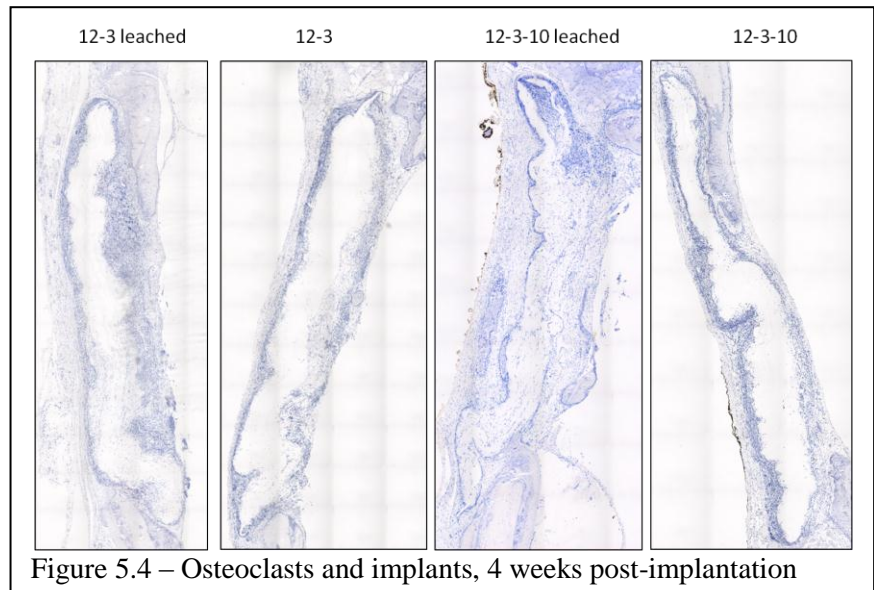 12-3 leached 12-3 12-3-10 leached 12-3-10
Figure 5.4 – Osteoclasts and implants, 4 weeks post-implantation